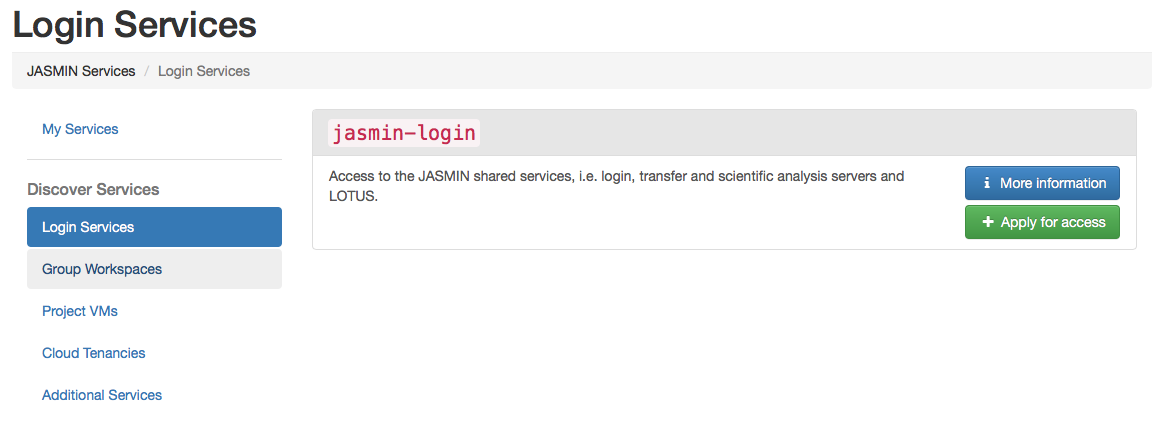 Login Services
JASMIN Services / Login Services
My Services
Discover Services
Login Services
Group Workspaces
Project VMs
Cloud Tenancies
Additional Services
jasmin-login
Access to the JASMIN shared services, i.e. login, transfer and scientific analysis servers and
LOTUS.
More information
Apply for access